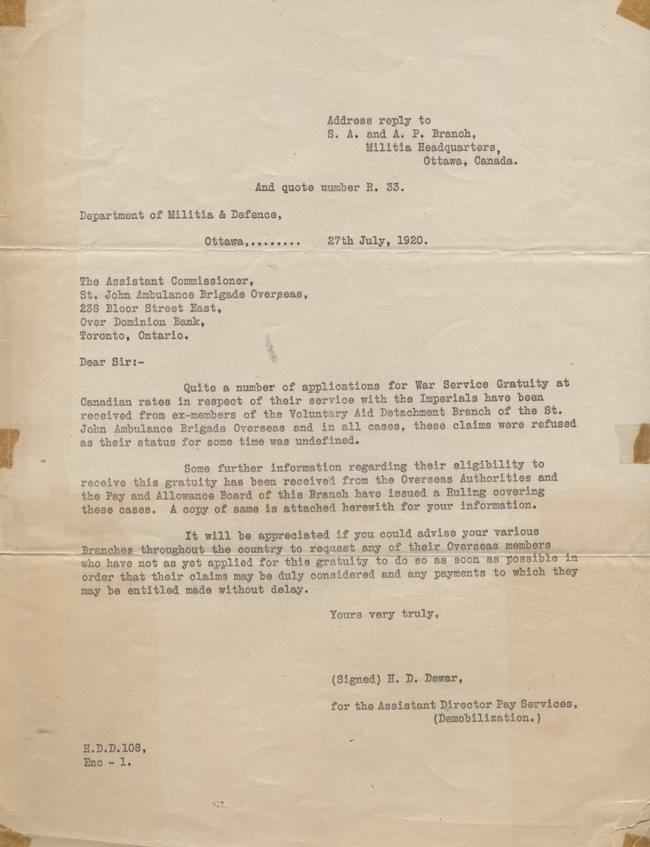 Address reply to
S. A. and A. P. Branch,
Militia Headquarters,
Ottawa, Canada.
And quote number R. 33.
Department of Militia & Defence,
Ottawa,........ 27th July, 1920.
The Assistant Commissioner,
St. John Ambulance Brigade Overseas,
238 Bloor Street East,
Over Dominion Bank,
Toronto, Ontario.
Dear Sir:-
Quite a number of applications for War Service Gratuity at
Canadian rates in respect of their service with the Imperials have been
received from ex-members of the Voluntary Aid Detachment Branch of the St.
John Ambulance Brigade Overseas and in all cases, these claims were refused
as their status for some time was undefined.
Some further information regarding their eligibility to
receive this gratuity has been received from the Overseas Authorities and
the Pay and Allowance Board of this Branch have issued a Ruling covering
these cases. A copy of same is attached herewith for your information.
It will be appreciated if you could advise your various
Branches throughout the country to request any of their Overseas members
who have not as yet applied for this gratuity to do so as soon as possible in
order that their claims may be duly considered and any payments to which they
may be entitled made without delay.
Yours very truly,
(Signed) H. D. Dewar,
for the Assistant Director Pay Services,
(Demobilization.)
H.D.D.108,
Enc - 1.